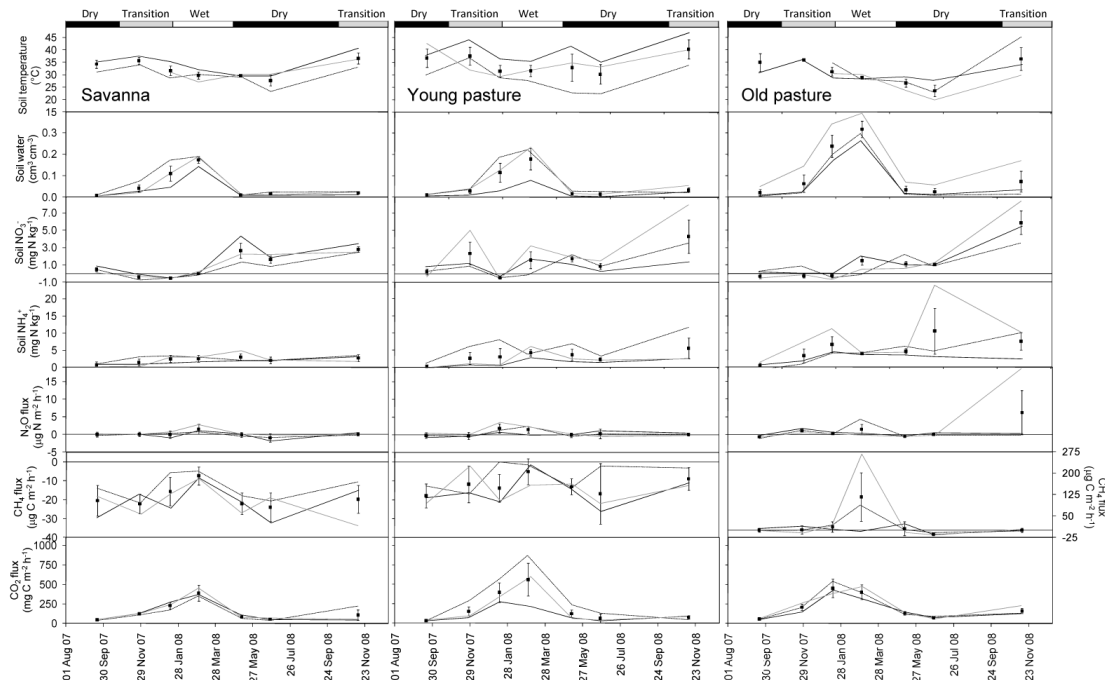 Dry Transition Wet Dry Transition
Dry Transition Wet Dry Transition
Dry Transition Wet Dry Transition
Soil temperature
(°C)
45
40
35
30
25
20
15
Savanna
Young pasture
Old pasture
Soil water
(cm³ cm⁻³)
0.3
0.2
0.1
0.0
Soil NO₃⁻
(mg N kg⁻¹)
7.0
5.0
3.0
1.0
-1.0
Soil NH₄⁺
(mg N kg⁻¹)
20
15
10
5
0
N₂O flux
(µg N m⁻² h⁻¹)
15
10
5
0
-5
CH₄ flux
(µg C m⁻² h⁻¹)
0
-10
-20
-30
-40
275
200
125
50
-25
CH₄ flux
(µg C m⁻² h⁻¹)
CO₂ flux
(mg C m⁻² h⁻¹)
1000
750
500
250
0
01 Aug 07
30 Sep 07
29 Nov 07
28 Jan 08
28 Mar 08
27 May 08
26 Jul 08
24 Sep 08
23 Nov 08
01 Aug 07
30 Sep 07
29 Nov 07
28 Jan 08
28 Mar 08
27 May 08
26 Jul 08
24 Sep 08
23 Nov 08
01 Aug 07
30 Sep 07
29 Nov 07
28 Jan 08
28 Mar 08
27 May 08
26 Jul 08
24 Sep 08
23 Nov 08